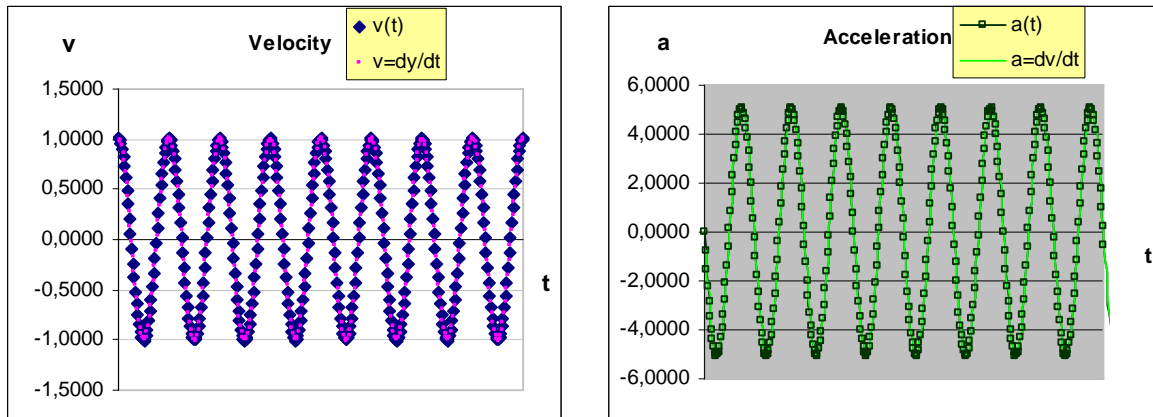 v
Velocity
v(t)
v=dy/dt
1,5000
1,0000
0,5000
0,0000
-0,5000
-1,0000
-1,5000
t
a
Acceleration
a(t)
a=dv/dt
6,0000
4,0000
2,0000
0,0000
-2,0000
-4,0000
-6,0000
t